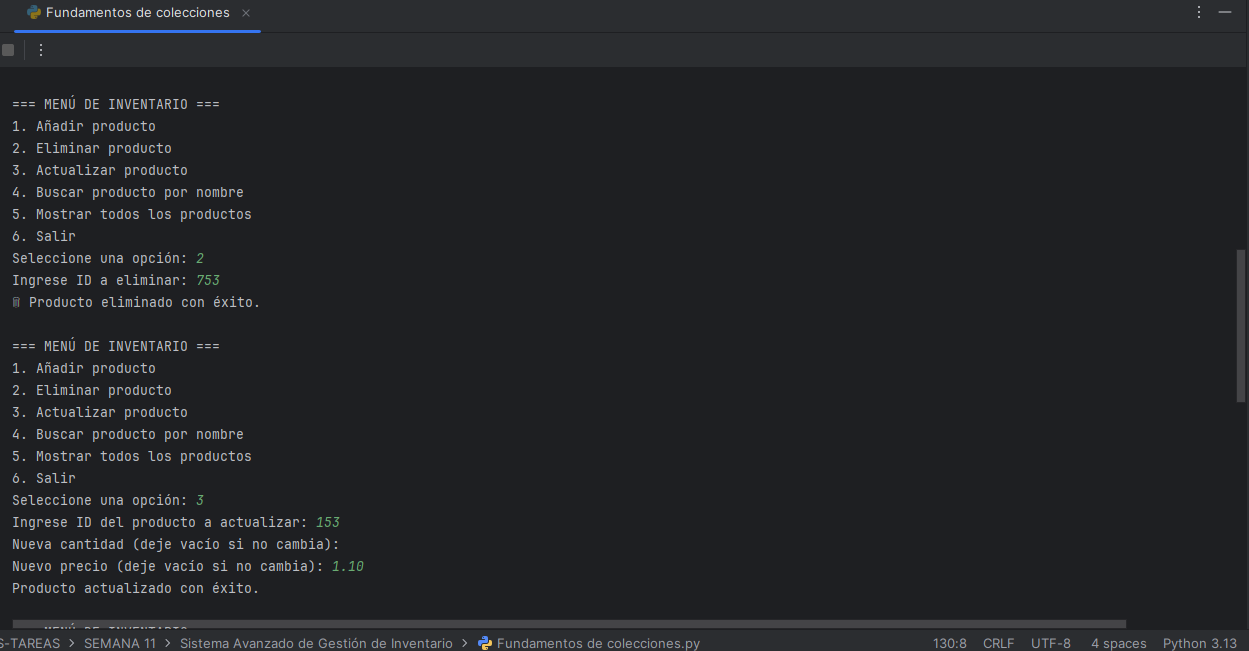 Fundamentos de colecciones
=== MENÚ DE INVENTARIO ===
1. Añadir producto
2. Eliminar producto
3. Actualizar producto
4. Buscar producto por nombre
5. Mostrar todos los productos
6. Salir
Seleccione una opción: 2
Ingrese ID a eliminar: 753
Producto eliminado con éxito.
=== MENÚ DE INVENTARIO ===
1. Añadir producto
2. Eliminar producto
3. Actualizar producto
4. Buscar producto por nombre
5. Mostrar todos los productos
6. Salir
Seleccione una opción: 3
Ingrese ID del producto a actualizar: 153
Nueva cantidad (deje vacío si no cambia):
Nuevo precio (deje vacío si no cambia): 1.10
Producto actualizado con éxito.
=== MENÚ DE INVENTARIO ===
S-TAREAS > SEMANA 11 > Sistema Avanzado de Gestión de Inventario > Fundamentos de colecciones.py 130:8 CRLF UTF-8 4 spaces Python 3.13